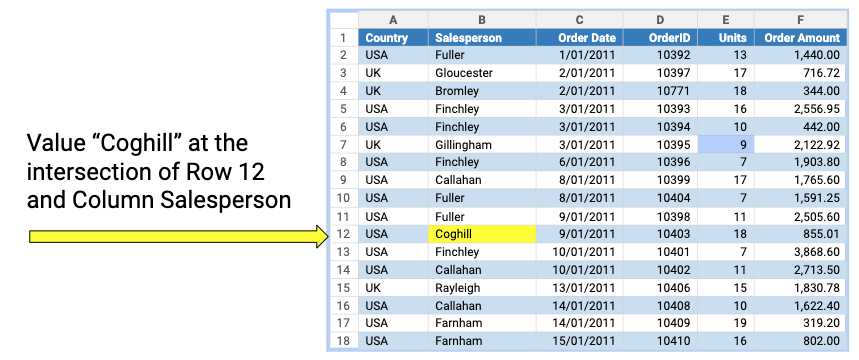 Value “Coghill” at the
intersection of Row 12
and Column Salesperson
A B C D E F
1 Country Salesperson Order Date OrderID Units Order Amount
2 USA Fuller 1/01/2011 10392 13 1,440.00
3 UK Gloucester 2/01/2011 10397 17 716.72
4 UK Bromley 2/01/2011 10771 18 344.00
5 USA Finchley 3/01/2011 10393 16 2,556.95
6 USA Finchley 3/01/2011 10394 10 442.00
7 UK Gillingham 3/01/2011 10395 9 2,122.92
8 USA Finchley 6/01/2011 10396 7 1,903.80
9 USA Callahan 8/01/2011 10399 17 1,765.60
10 USA Fuller 8/01/2011 10404 7 1,591.25
11 USA Fuller 9/01/2011 10398 11 2,505.60
12 USA Coghill 9/01/2011 10403 18 855.01
13 USA Finchley 10/01/2011 10401 7 3,868.60
14 USA Callahan 10/01/2011 10402 11 2,713.50
15 UK Rayleigh 13/01/2011 10406 15 1,830.78
16 USA Callahan 14/01/2011 10408 10 1,622.40
17 USA Farnham 14/01/2011 10409 19 319.20
18 USA Farnham 15/01/2011 10410 16 802.00